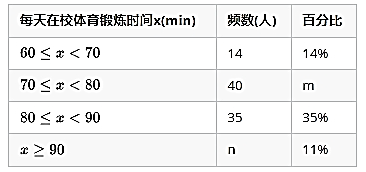 每天在校体育锻炼时间x(min) 频数(人) 百分比
60 ≤ x < 70 14 14%
70 ≤ x < 80 40 m
80 ≤ x < 90 35 35%
x ≥ 90 n 11%